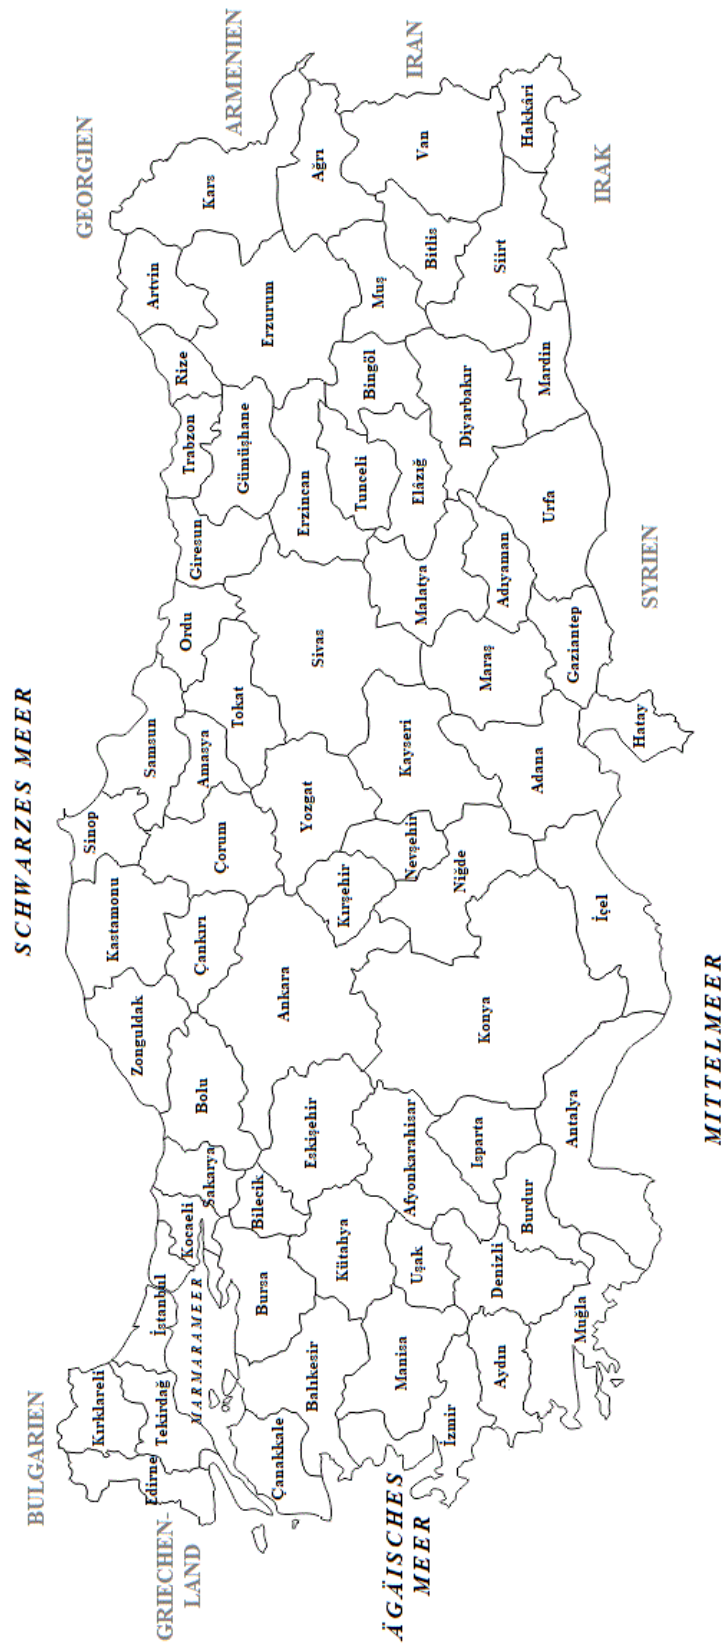 SCHWARZES MEER
BULGARIEN
GEORGIEN
ARMENIEN
GRIECHEN-
LAND
IRAN
IRAK
SYRIEN
MITTELMEER
ÄGÄISCHES
MEER
MARMARAMEER
Kırklareli
Edirne
Tekirdağ
İstanbul
Kocaeli
Sakarya
Bolu
Zonguldak
Kastamonu
Sinop
Çankırı
Çorum
Samsun
Amasya
Tokat
Ordu
Giresun
Trabzon
Gümüşhane
Rize
Artvin
Kars
Çanakkale
Balıkesir
Bursa
Bilecik
Kütahya
Eskişehir
Ankara
Kırşehir
Yozgat
Sivas
Erzincan
Tunceli
Erzurum
Bingöl
Muş
Ağrı
İzmir
Manisa
Uşak
Afyonkarahisar
Konya
Nevşehir
Niğde
Kayseri
Maraş
Malatya
Elâzığ
Adıyaman
Diyarbakır
Bitlis
Van
Siirt
Hakkâri
Mardin
Urfa
Gaziantep
Hatay
Adana
İçel
Antalya
Isparta
Burdur
Denizli
Aydın
Muğla